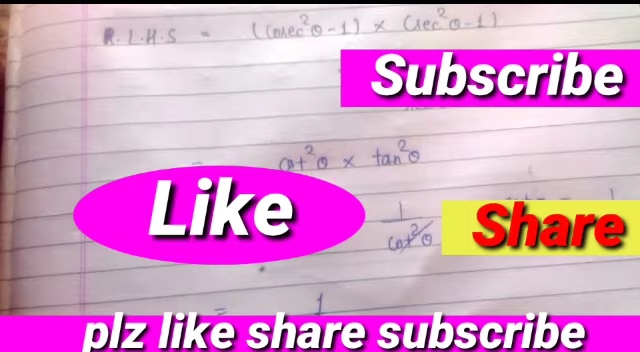 R.L.H.S = (cosec²θ-1) × (sec²θ-1)
Subscribe
= cot²θ × tan²θ
Like
1
cot²θ
Share
= 1
plz like share subscribe